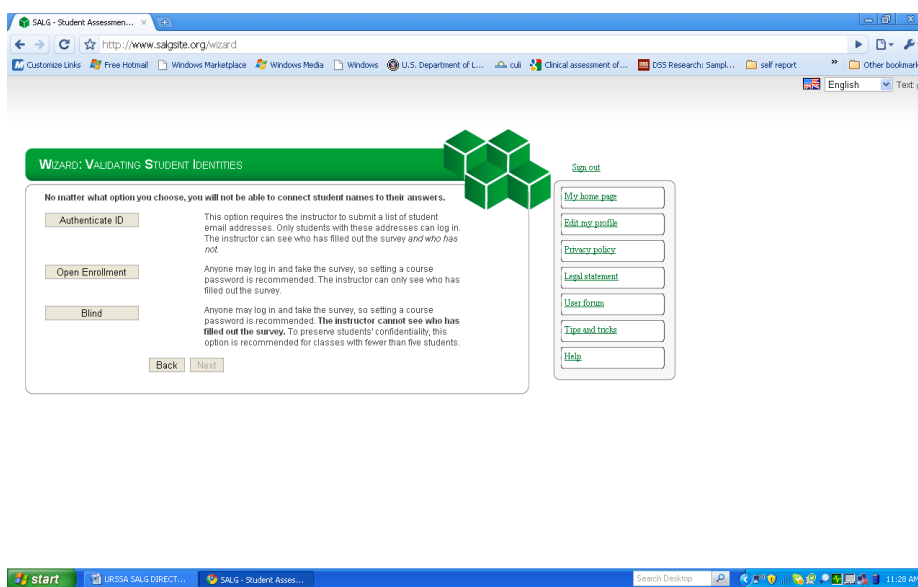 SALG - Student Assessmen...
http://www.salgsite.org/wizard
Customize Links Free Hotmail Windows Marketplace Windows Media Windows U.S. Department of L... culi Clinical assessment of... DSS Research: Sampl... self report » Other bookmark
English Text:
WIZARD: VALIDATING STUDENT IDENTITIES
Sign out
No matter what option you choose, you will not be able to connect student names to their answers.
Authenticate ID
This option requires the instructor to submit a list of student
email addresses. Only students with these addresses can log in.
The instructor can see who has filled out the survey and who has
not.
Open Enrollment
Anyone may log in and take the survey, so setting a course
password is recommended. The instructor can only see who has
filled out the survey.
Blind
Anyone may log in and take the survey, so setting a course
password is recommended. The instructor cannot see who has
filled out the survey. To preserve students' confidentiality, this
option is recommended for classes with fewer than five students.
Back Next
My home page
Edit my profile
Privacy policy
Legal statement
User forum
Tips and tricks
Help
start URSSA SALG DIRECT... SALG - Student Asses... Search Desktop 11:28 AM